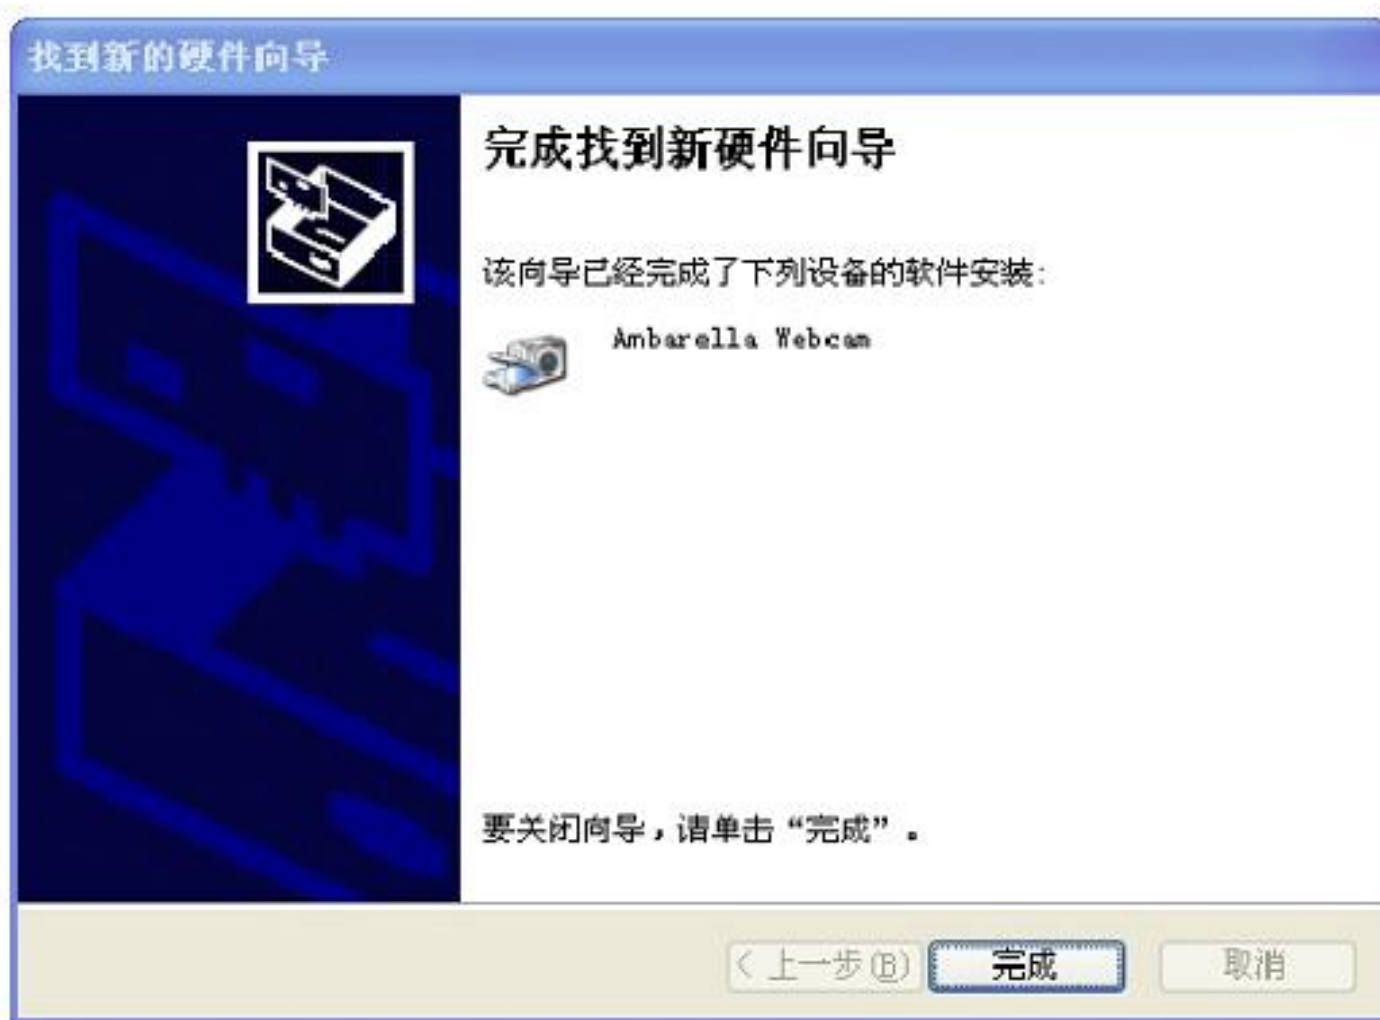 找到新的硬件向导
完成找到新硬件向导
该向导已经完成了下列设备的软件安装:
Ambarella Webcam
要关闭向导，请单击“完成”。
< 上一步(B) 完成 取消